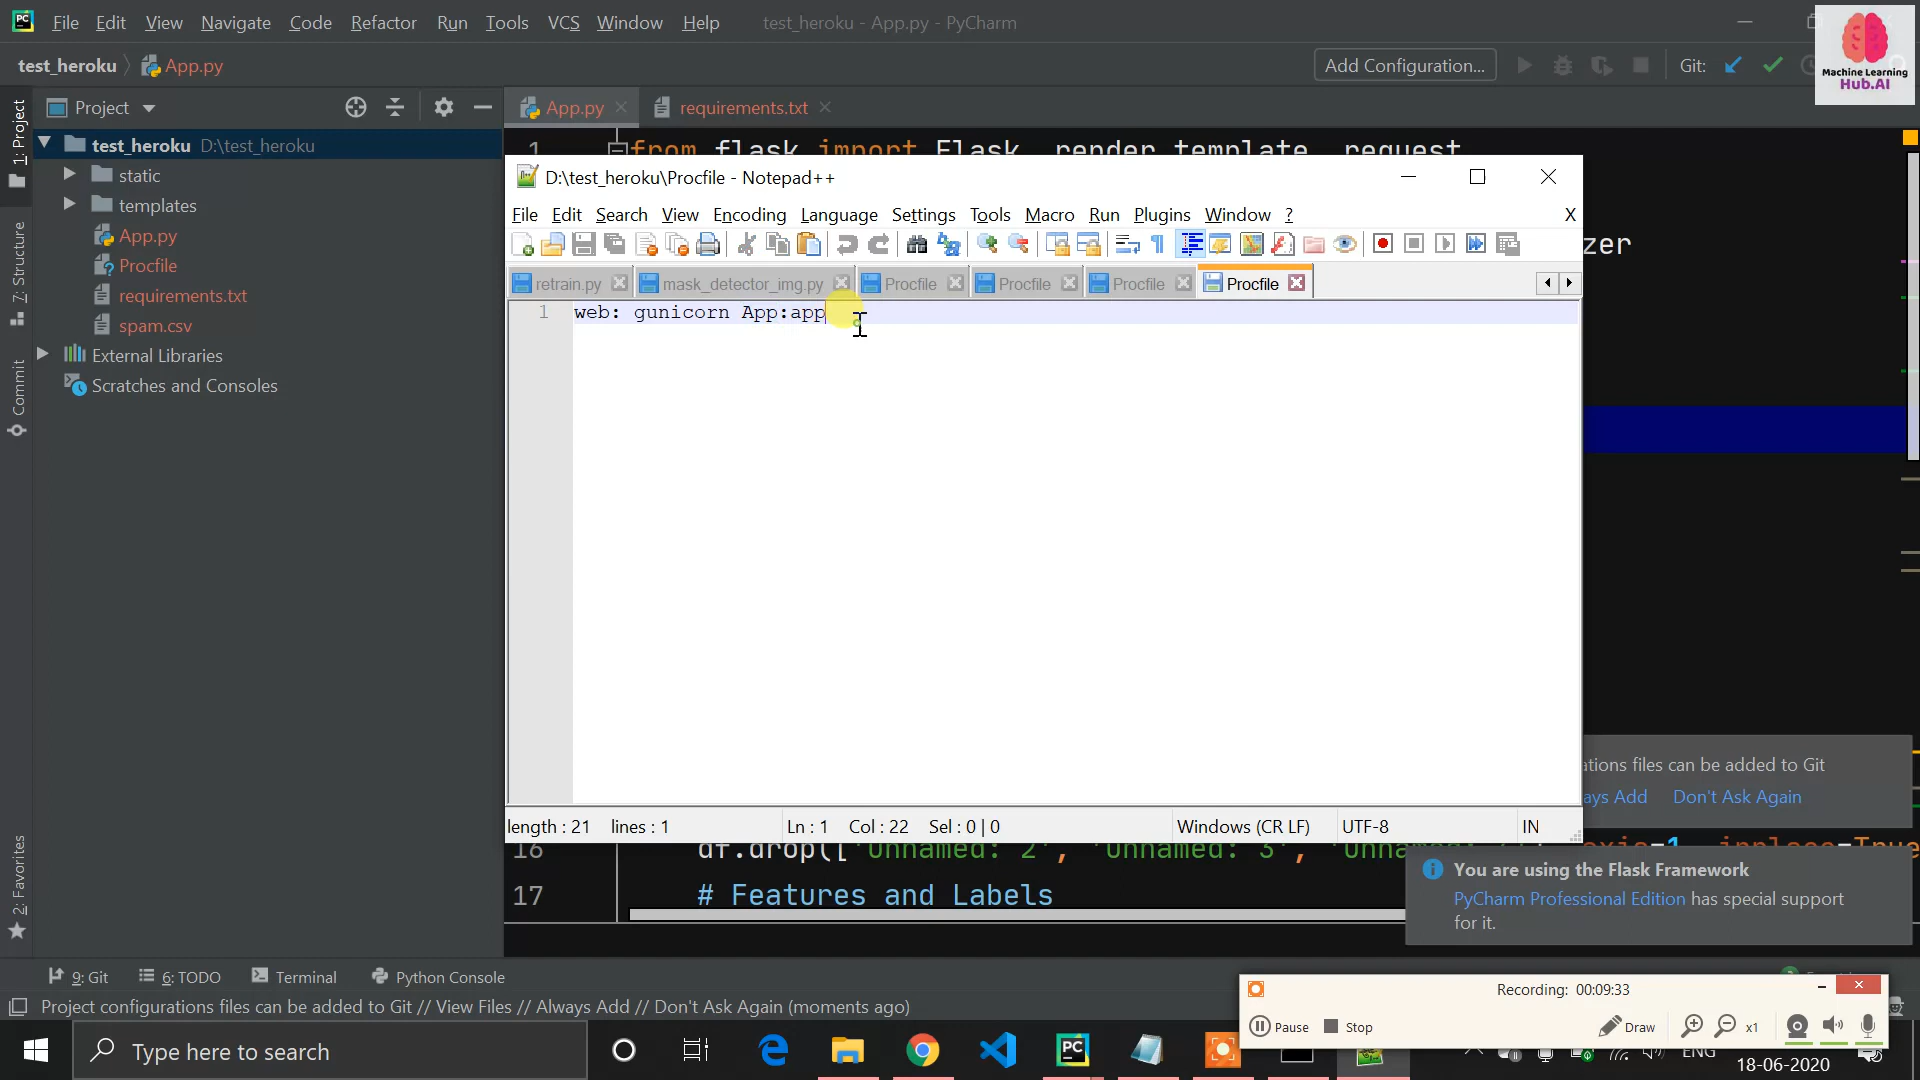 File Edit View Navigate Code Refactor Run Tools VCS Window Help test_heroku - App.py - PyCharm
Machine Learning
Hub.AI
test_heroku App.py Add Configuration... Git:
1: Project
7: Structure
Commit
2: Favorites
Project
App.py requirements.txt
test_heroku D:\test_heroku
static
templates
App.py
Procfile
requirements.txt
spam.csv
External Libraries
Scratches and Consoles
1 from flask import Flask, render_template, request
D:\test_heroku\Procfile - Notepad++
File Edit Search View Encoding Language Settings Tools Macro Run Plugins Window ? X
zer
retrain.py mask_detector_img.py Procfile Procfile Procfile Procfile
1 web: gunicorn App:app
length : 21 lines : 1 Ln : 1 Col : 22 Sel : 0 | 0 Windows (CR LF) UTF-8 IN
ations files can be added to Git
ays Add Don't Ask Again
16 df.drop(['Unnamed: 2', 'Unnamed: 3', 'Unnamed: axis=1, inplace=True
17 # Features and Labels
You are using the Flask Framework
PyCharm Professional Edition has special support
for it.
9: Git 6: TODO Terminal Python Console
Project configurations files can be added to Git // View Files // Always Add // Don't Ask Again (moments ago)
Recording: 00:09:33
Pause Stop Draw x1
Type here to search
ENG
18-06-2020